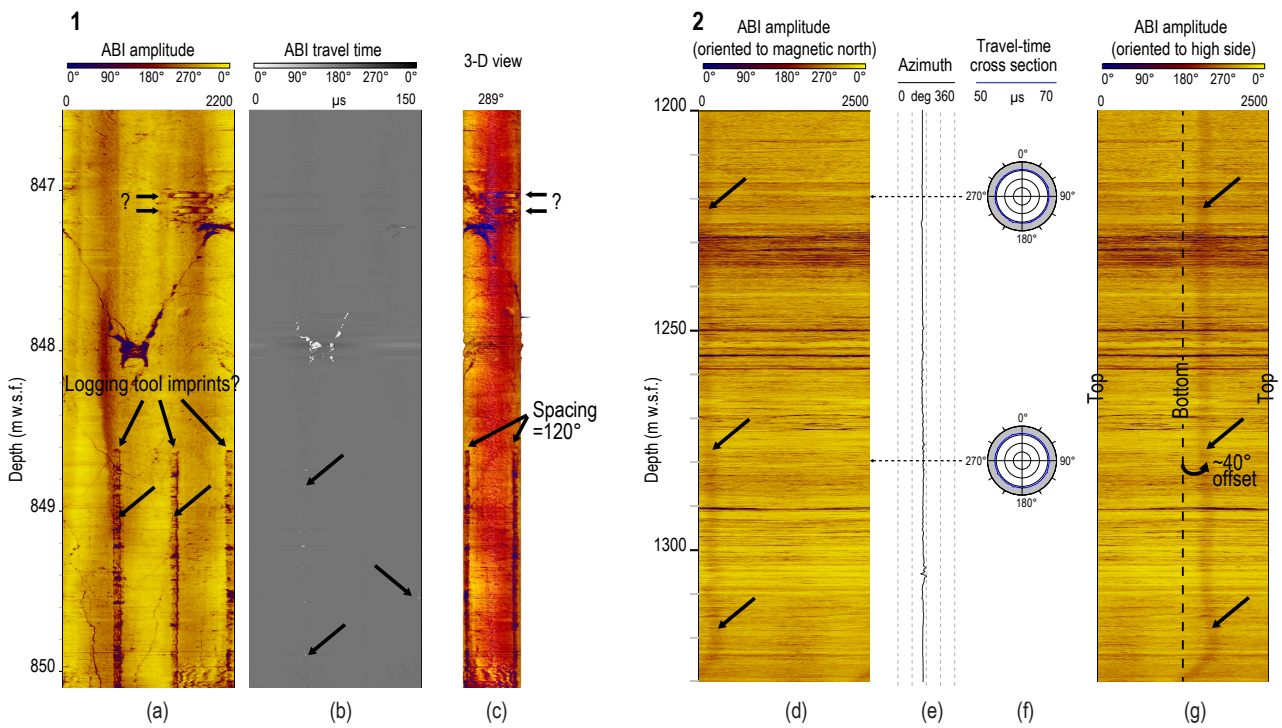 1
ABI amplitude
0° 90° 180° 270° 0°
0 2200
ABI travel time
0° 90° 180° 270° 0°
0 µs 150
3-D view
289°
Depth (m w.s.f.)
847
848
849
850
?
?
Logging tool imprints?
Spacing
=120°
(a)
(b)
(c)
2
ABI amplitude
(oriented to magnetic north)
0° 90° 180° 270° 0°
0 2500
Azimuth
0 deg 360
Travel-time
cross section
50 µs 70
ABI amplitude
(oriented to high side)
0° 90° 180° 270° 0°
0 2500
Depth (m w.s.f.)
1200
1250
1300
0°
270° 90°
180°
0°
270° 90°
180°
Top
Bottom
Top
~40°
offset
(d)
(e)
(f)
(g)